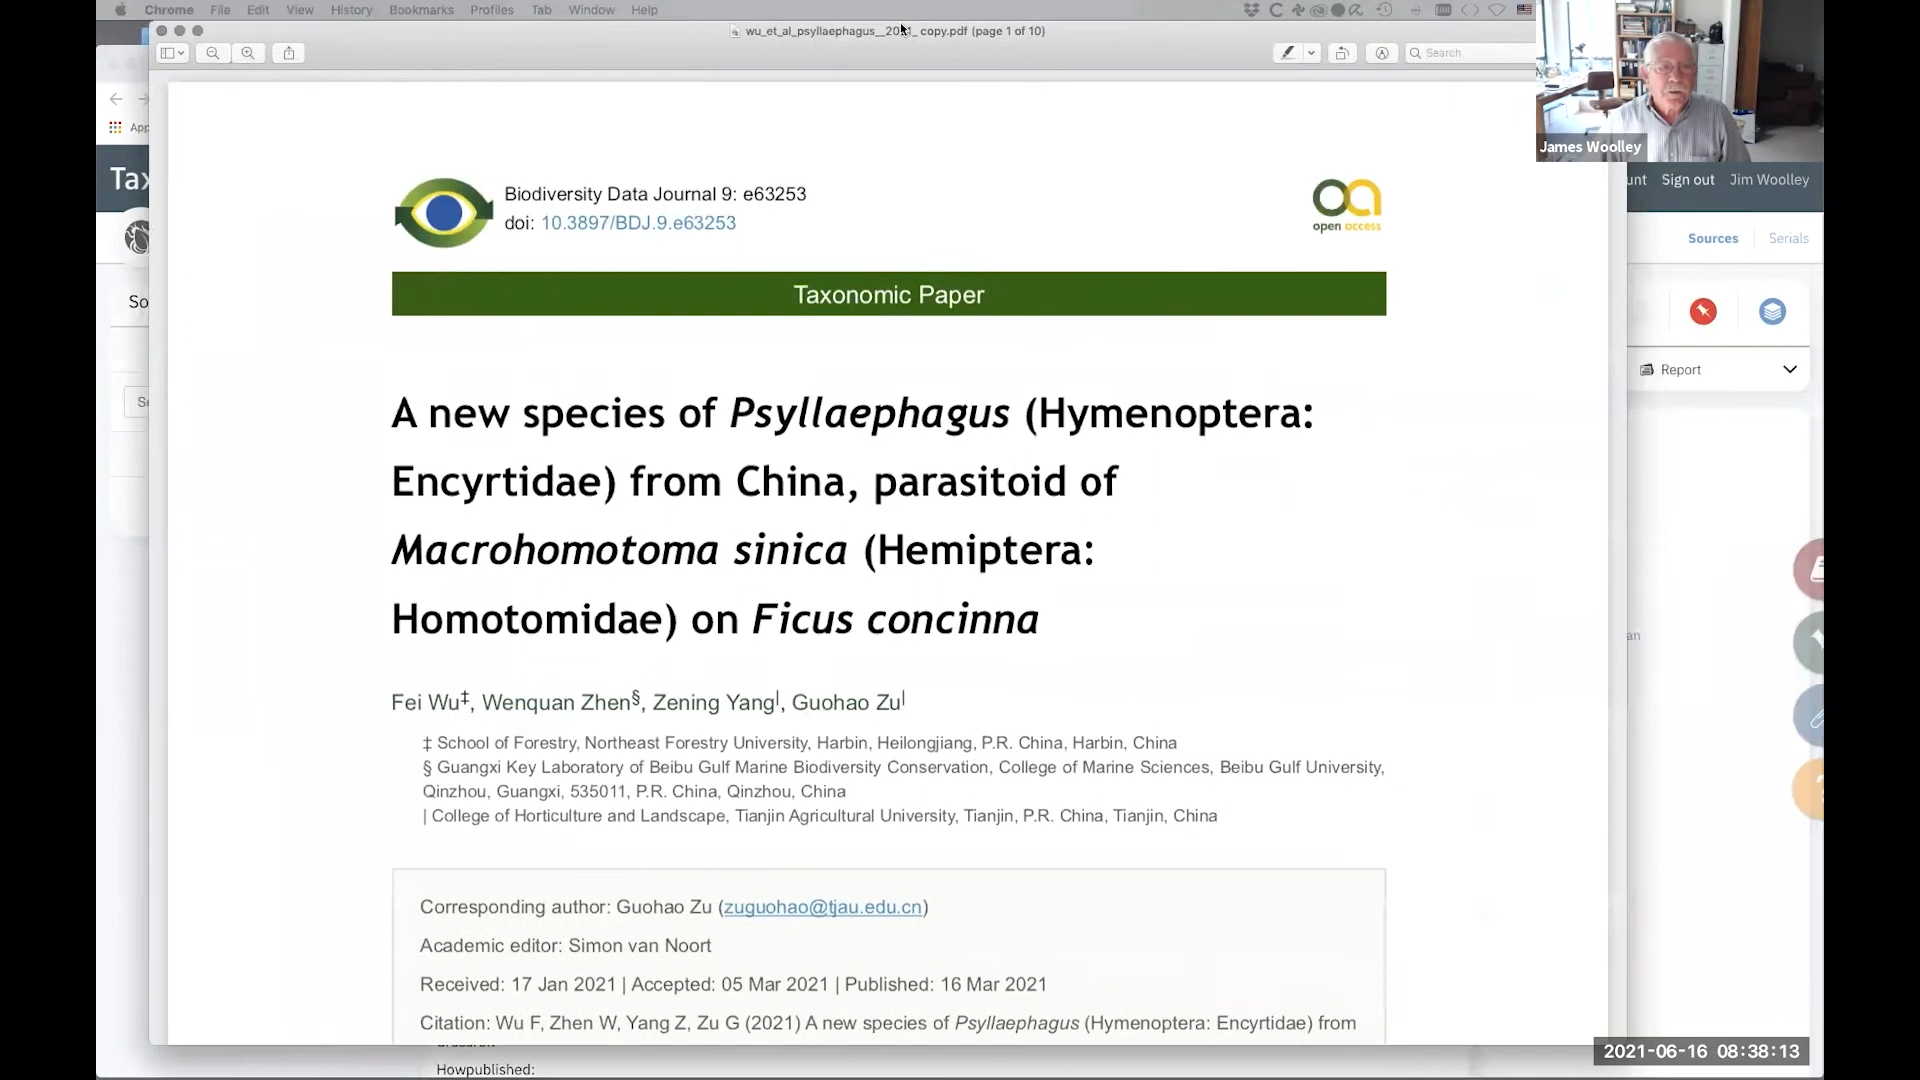 Chrome File Edit View History Bookmarks Profiles Tab Window Help
wu_et_al_psyllaephagus__2021_ copy.pdf (page 1 of 10)
Search
James Woolley
App
Tax
unt Sign out Jim Woolley
Biodiversity Data Journal 9: e63253
doi: 10.3897/BDJ.9.e63253
open access
Sources Serials
So
Taxonomic Paper
Report
A new species of Psyllaephagus (Hymenoptera:
Encyrtidae) from China, parasitoid of
Macrohomotoma sinica (Hemiptera:
Homotomidae) on Ficus concinna
an
Fei Wu‡, Wenquan Zhen§, Zening Yang|, Guohao Zu|
‡ School of Forestry, Northeast Forestry University, Harbin, Heilongjiang, P.R. China, Harbin, China
§ Guangxi Key Laboratory of Beibu Gulf Marine Biodiversity Conservation, College of Marine Sciences, Beibu Gulf University,
Qinzhou, Guangxi, 535011, P.R. China, Qinzhou, China
| College of Horticulture and Landscape, Tianjin Agricultural University, Tianjin, P.R. China, Tianjin, China
Corresponding author: Guohao Zu (zuguohao@tjau.edu.cn)
Academic editor: Simon van Noort
Received: 17 Jan 2021 | Accepted: 05 Mar 2021 | Published: 16 Mar 2021
Citation: Wu F, Zhen W, Yang Z, Zu G (2021) A new species of Psyllaephagus (Hymenoptera: Encyrtidae) from
Howpublished:
2021-06-16 08:38:13